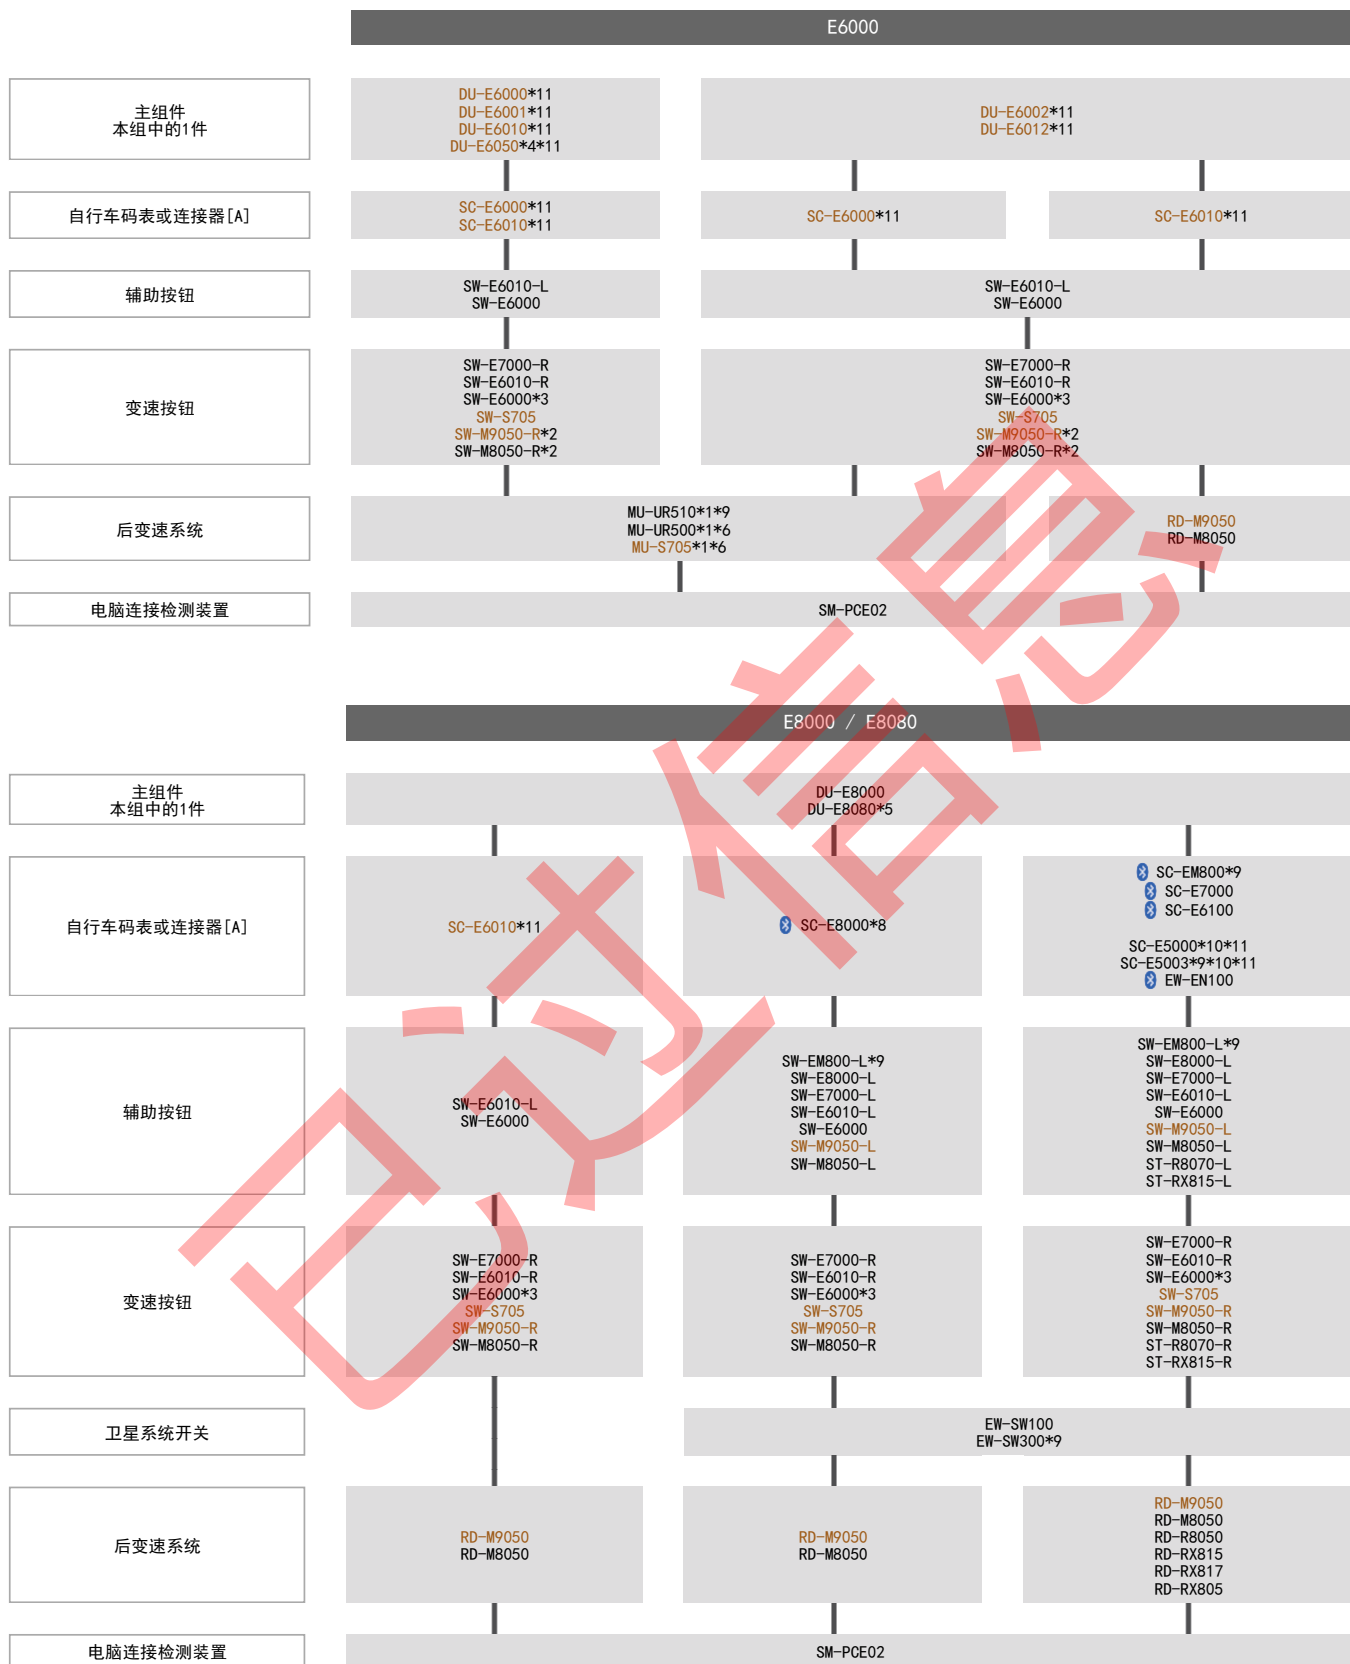 E6000
主组件
本组中的1件
DU-E6000*11
DU-E6001*11
DU-E6010*11
DU-E6050*4*11
DU-E6002*11
DU-E6012*11
自行车码表或连接器[A]
SC-E6000*11
SC-E6010*11
SC-E6000*11
SC-E6010*11
辅助按钮
SW-E6010-L
SW-E6000
SW-E6010-L
SW-E6000
变速按钮
SW-E7000-R
SW-E6010-R
SW-E6000*3
SW-S705
SW-M9050-R*2
SW-M8050-R*2
SW-E7000-R
SW-E6010-R
SW-E6000*3
SW-S705
SW-M9050-R*2
SW-M8050-R*2
后变速系统
MU-UR510*1*9
MU-UR500*1*6
MU-S705*1*6
RD-M9050
RD-M8050
电脑连接检测装置
SM-PCE02
E8000 / E8080
主组件
本组中的1件
DU-E8000
DU-E8080*5
自行车码表或连接器[A]
SC-E6010*11
SC-E8000*8
SC-EM800*9
SC-E7000
SC-E6100
SC-E5000*10*11
SC-E5003*9*10*11
EW-EN100
辅助按钮
SW-E6010-L
SW-E6000
SW-EM800-L*9
SW-E8000-L
SW-E7000-L
SW-E6010-L
SW-E6000
SW-M9050-L
SW-M8050-L
SW-EM800-L*9
SW-E8000-L
SW-E7000-L
SW-E6010-L
SW-E6000
SW-M9050-L
SW-M8050-L
ST-R8070-L
ST-RX815-L
变速按钮
SW-E7000-R
SW-E6010-R
SW-E6000*3
SW-S705
SW-M9050-R
SW-M8050-R
SW-E7000-R
SW-E6010-R
SW-E6000*3
SW-S705
SW-M9050-R
SW-M8050-R
SW-E7000-R
SW-E6010-R
SW-E6000*3
SW-S705
SW-M9050-R
SW-M8050-R
ST-R8070-R
ST-RX815-R
卫星系统开关
EW-SW100
EW-SW300*9
后变速系统
RD-M9050
RD-M8050
RD-M9050
RD-M8050
RD-M9050
RD-M8050
RD-R8050
RD-RX815
RD-RX817
RD-RX805
电脑连接检测装置
SM-PCE02
已过信息